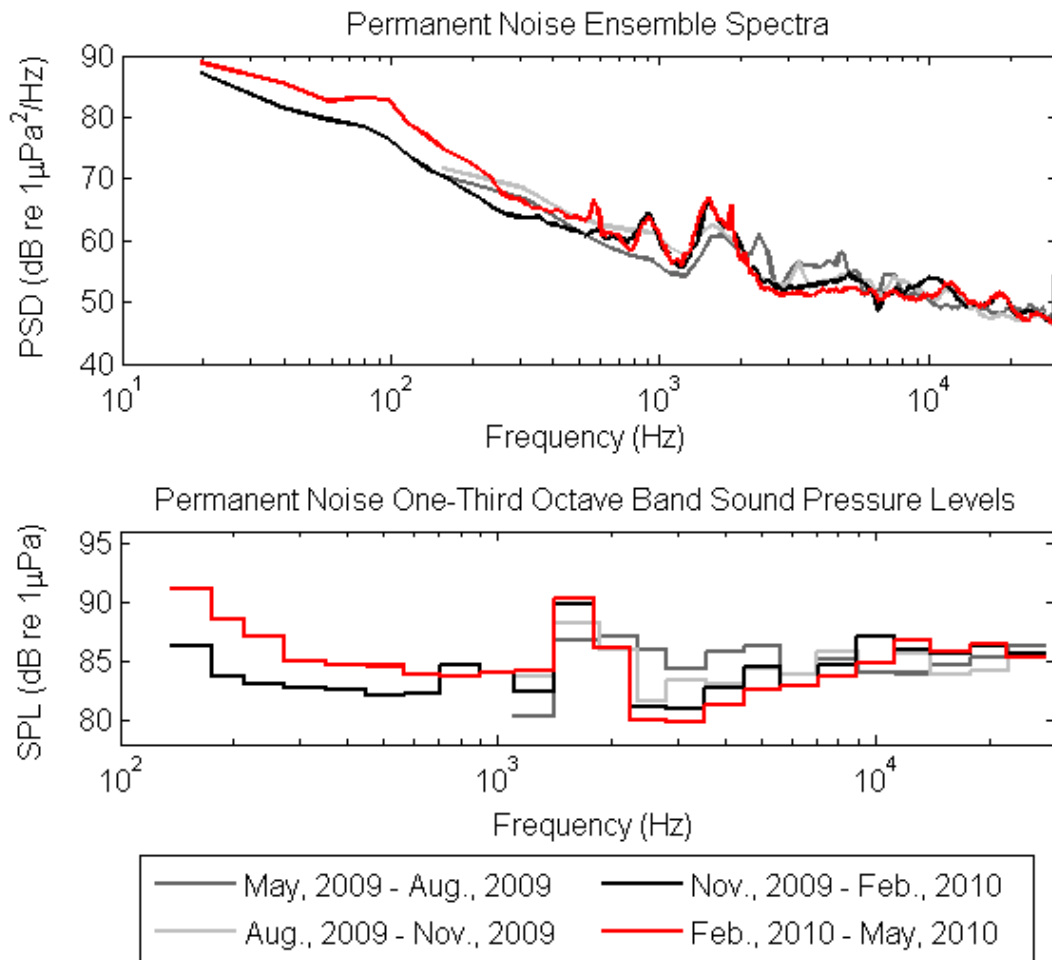 Permanent Noise Ensemble Spectra
90
80
70
60
50
40
PSD (dB re 1μPa²/Hz)
10¹ 10² 10³ 10⁴
Frequency (Hz)
Permanent Noise One-Third Octave Band Sound Pressure Levels
95
90
85
80
SPL (dB re 1μPa)
10² 10³ 10⁴
Frequency (Hz)
May, 2009 - Aug., 2009
Nov., 2009 - Feb., 2010
Aug., 2009 - Nov., 2009
Feb., 2010 - May, 2010